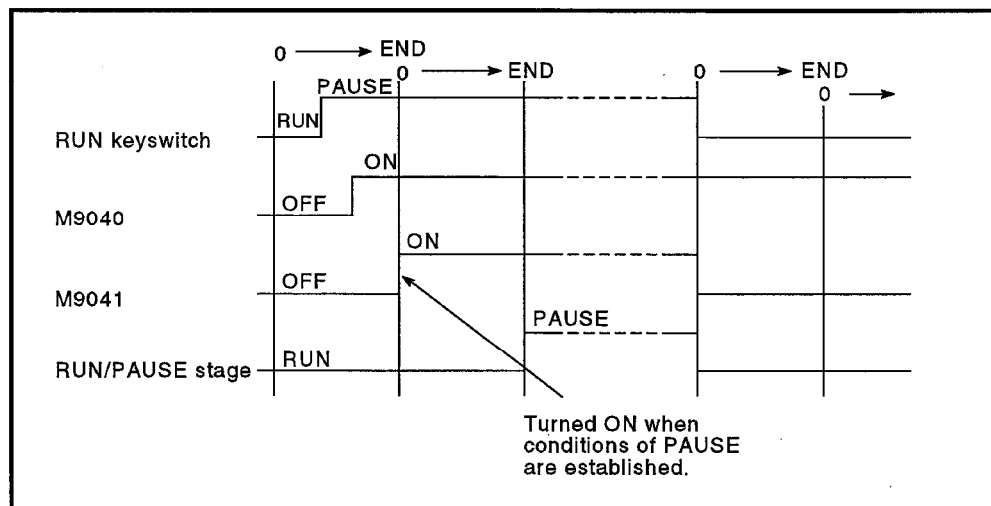 0 → END
0 → END
0 → END
0 →
PAUSE
RUN
RUN keyswitch
ON
OFF
M9040
ON
OFF
M9041
PAUSE
RUN
RUN/PAUSE stage
Turned ON when
conditions of PAUSE
are established.